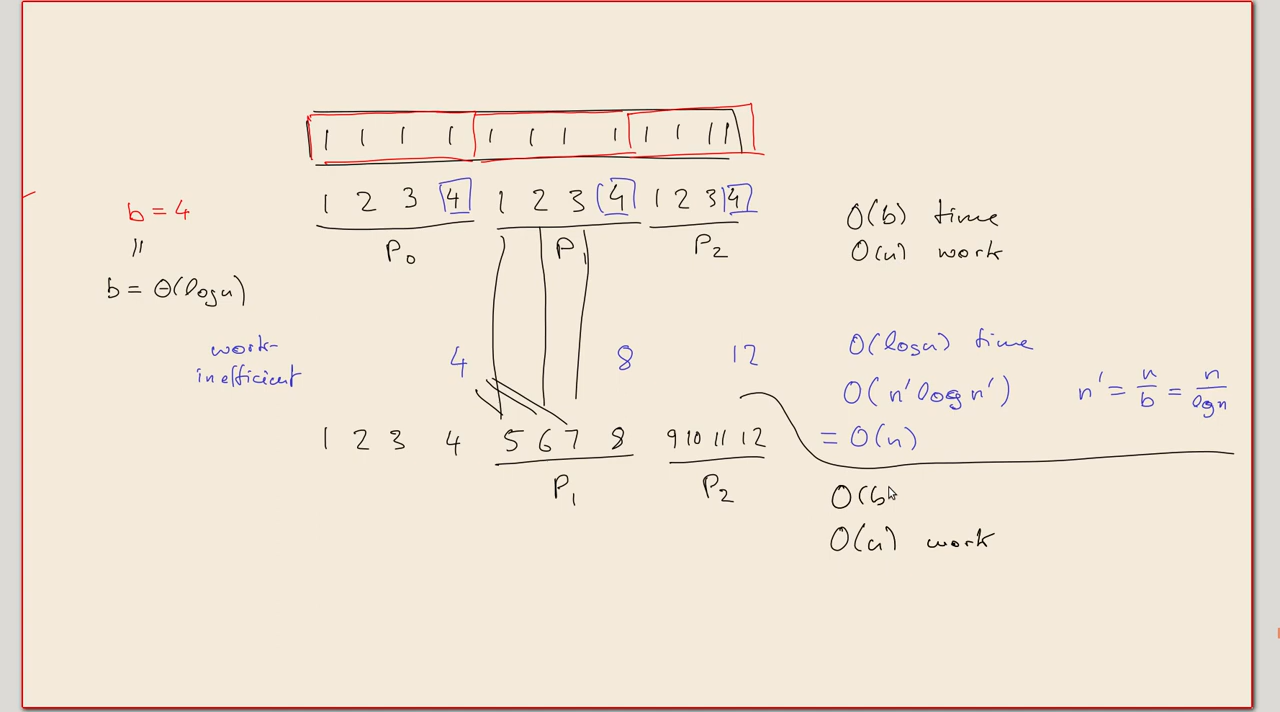 1 1 1 1 1 1 1 1 1 1 1 1
1 2 3 4 1 2 3 4 1 2 3 4
b = 4
P₀ P₁ P₂
O(b) time
O(n) work
"
b = Θ(log n)
work-
inefficient
4 8 12
O(log n) time
O(n' log n') n' = n/b = n/log n
= O(n)
1 2 3 4 5 6 7 8 9 10 11 12
P₁ P₂
O(b
O(n) work